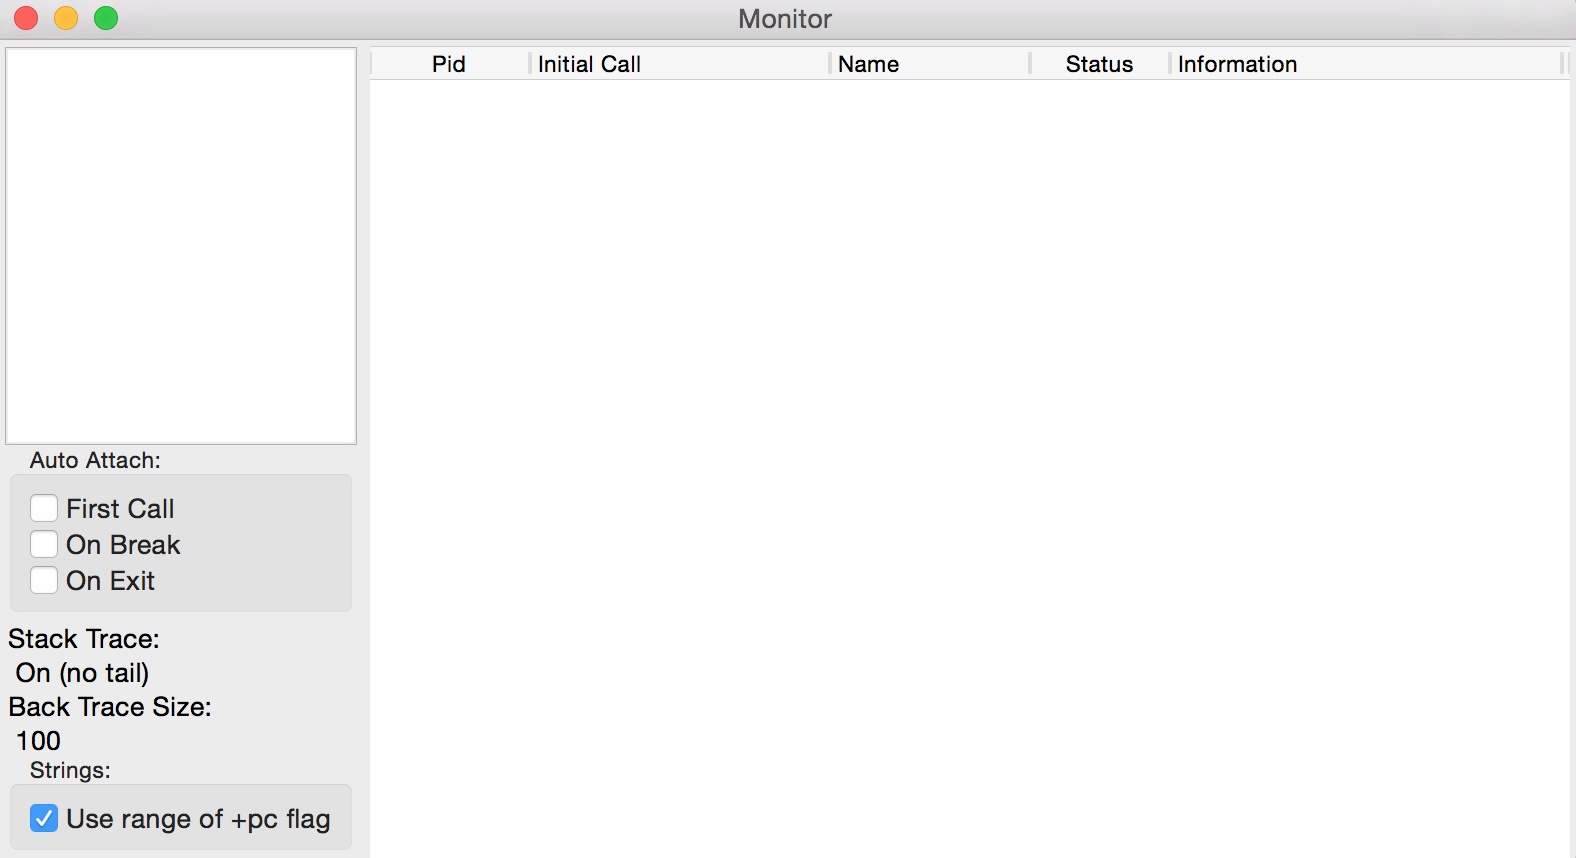 Monitor
Pid Initial Call Name Status Information
Auto Attach:
First Call
On Break
On Exit
Stack Trace:
On (no tail)
Back Trace Size:
100
Strings:
Use range of +pc flag